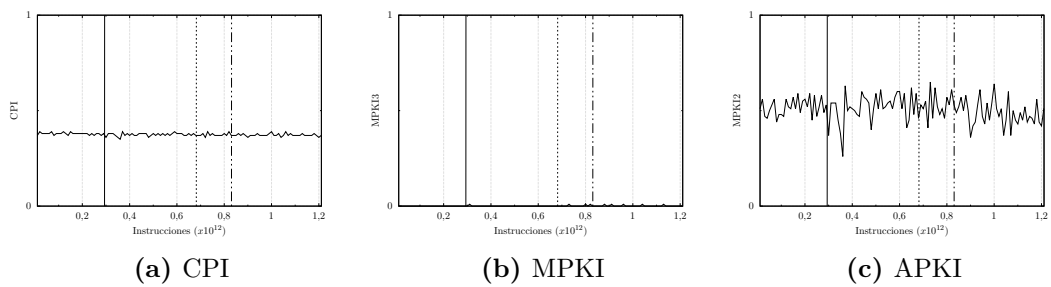 1
CPI
0
0,2 0,4 0,6 0,8 1 1,2
Instrucciones (x10^12)
(a) CPI
1
MPKI3
0
0,2 0,4 0,6 0,8 1 1,2
Instrucciones (x10^12)
(b) MPKI
1
MPKI2
0
0,2 0,4 0,6 0,8 1 1,2
Instrucciones (x10^12)
(c) APKI